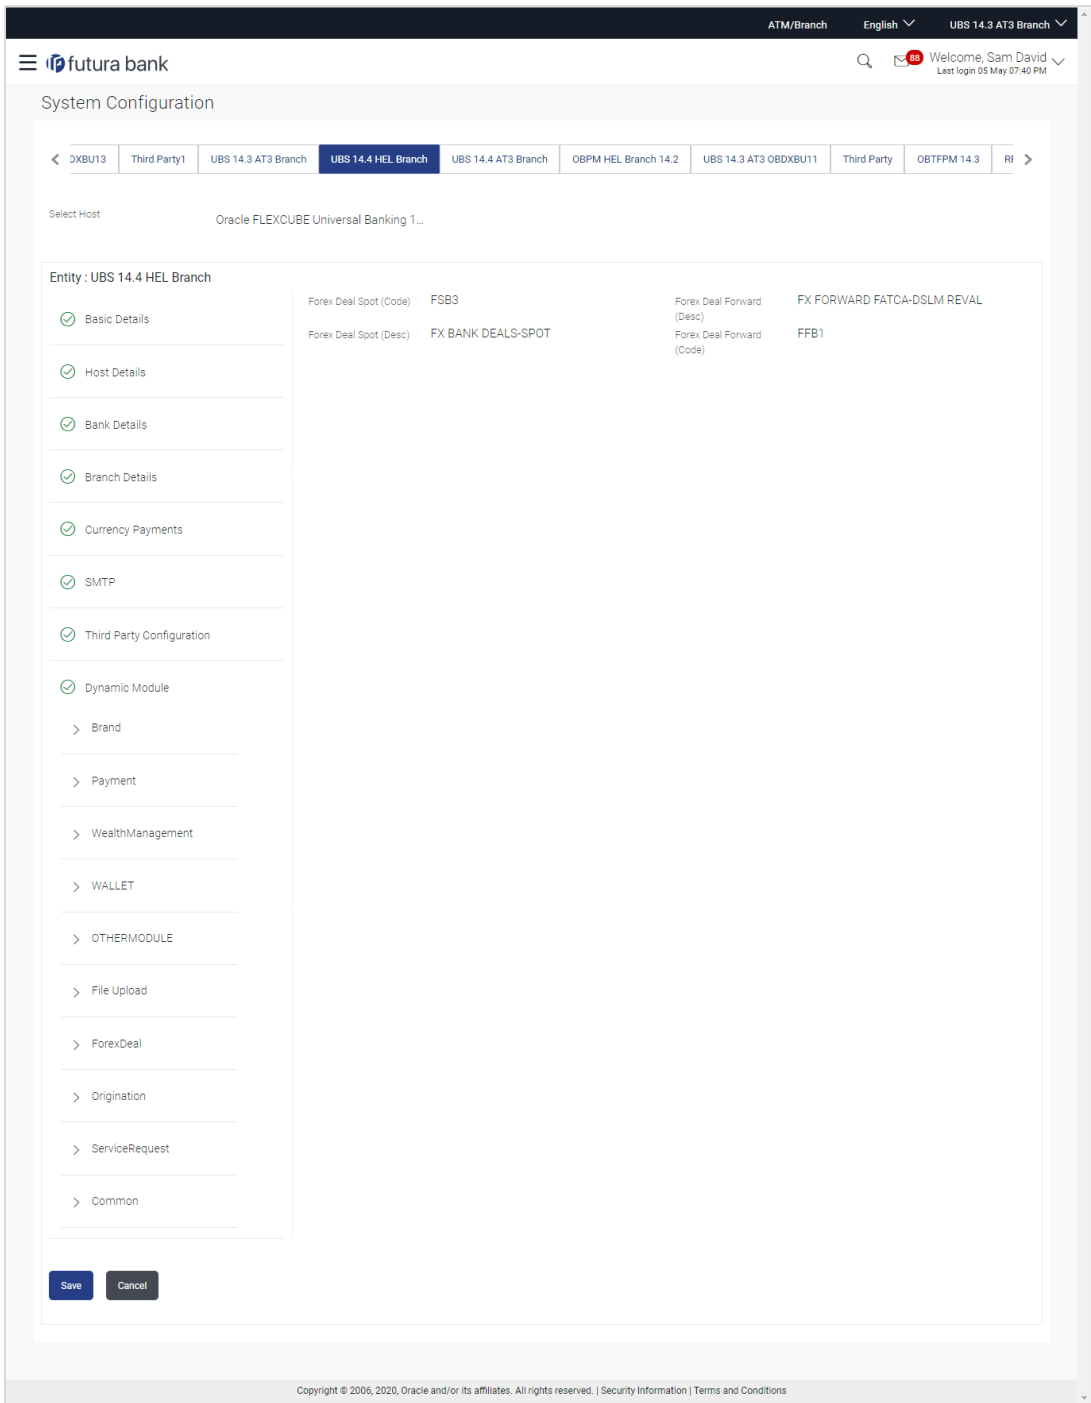 ATM/Branch English UBS 14.3 AT3 Branch
futura bank 88 Welcome, Sam David
Last login 05 May 07:40 PM
System Configuration
DXBU13 Third Party1 UBS 14.3 AT3 Branch UBS 14.4 HEL Branch UBS 14.4 AT3 Branch OBPM HEL Branch 14.2 UBS 14.3 AT3 OBDXBU11 Third Party OBTFPM 14.3
Select Host Oracle FLEXCUBE Universal Banking 1...
Entity : UBS 14.4 HEL Branch
Forex Deal Spot (Code) FSB3 Forex Deal Forward (Desc) FX FORWARD FATCA-DSLM REVAL
Forex Deal Spot (Desc) FX BANK DEALS-SPOT Forex Deal Forward (Code) FFB1
Basic Details
Host Details
Bank Details
Branch Details
Currency Payments
SMTP
Third Party Configuration
Dynamic Module
Brand
Payment
WealthManagement
WALLET
OTHERMODULE
File Upload
ForexDeal
Origination
ServiceRequest
Common
Save Cancel
Copyright © 2006, 2020, Oracle and/or its affiliates. All rights reserved. | Security Information | Terms and Conditions